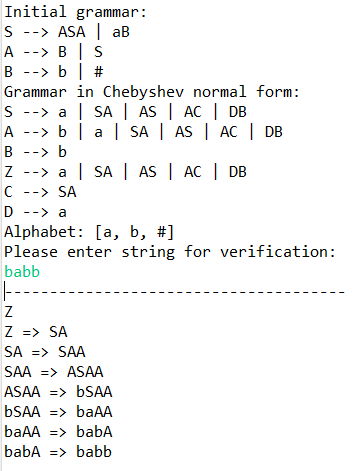 Initial grammar:
S --> ASA | aB
A --> B | S
B --> b | #
Grammar in Chebyshev normal form:
S --> a | SA | AS | AC | DB
A --> b | a | SA | AS | AC | DB
B --> b
Z --> a | SA | AS | AC | DB
C --> SA
D --> a
Alphabet: [a, b, #]
Please enter string for verification:
babb
|--------------------------------------
Z
Z => SA
SA => SAA
SAA => ASAA
ASAA => bSAA
bSAA => baAA
baAA => babA
babA => babb